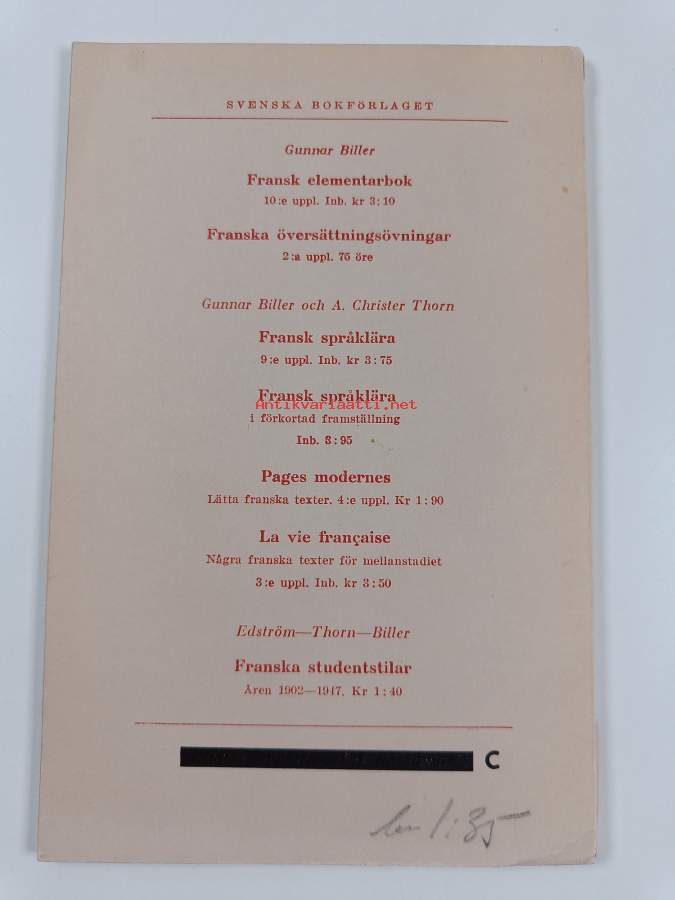 SVENSKA BOKFÖRLAGET
Gunnar Biller
Fransk elementarbok
10:e uppl. Inb. kr 3:10
Franska översättningsövningar
2:a uppl. 75 öre
Gunnar Biller och A. Christer Thorn
Fransk språklära
9:e uppl. Inb. kr 3:75
Fransk språklära
Antikvariaatti.net
i förkortad framställning
Inb. 3:95
Pages modernes
Lätta franska texter. 4:e uppl. Kr 1:90
La vie française
Några franska texter för mellanstadiet
3:e uppl. Inb. kr 3:50
Edström—Thorn—Biller
Franska studentstilar
Åren 1902—1947. Kr 1:40
C
1:35